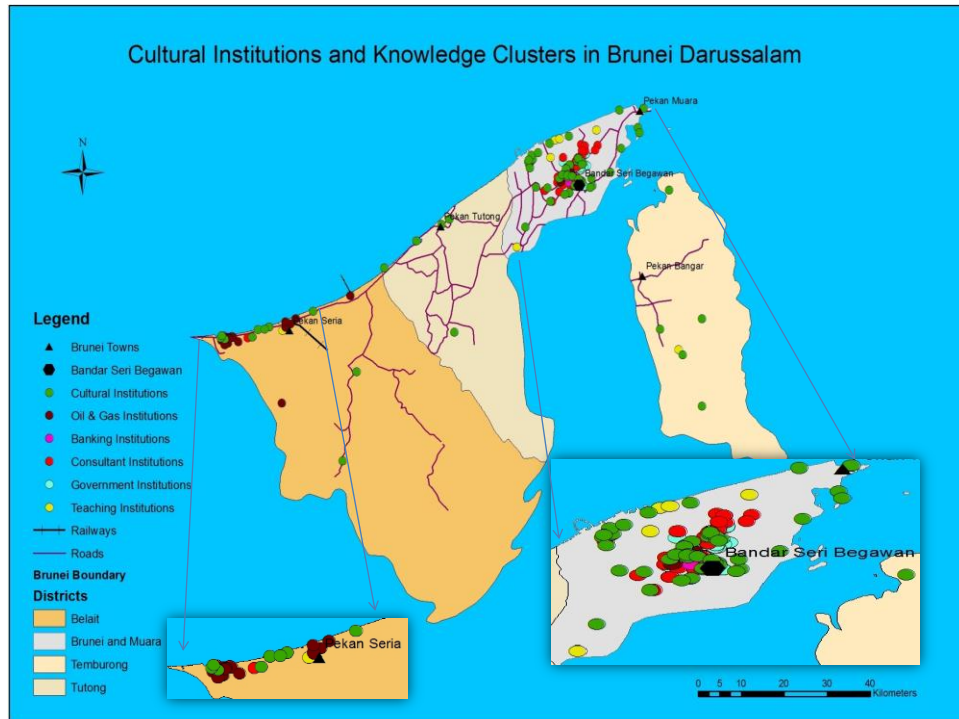 Cultural Institutions and Knowledge Clusters in Brunei Darussalam
N
Pekan Muara
Bandar Seri Begawan
Pekan Tutong
Pekan Bangar
Pekan Seria
Legend
Brunei Towns
Bandar Seri Begawan
Cultural Institutions
Oil & Gas Institutions
Banking Institutions
Consultant Institutions
Government Institutions
Teaching Institutions
Railways
Roads
Brunei Boundary
Districts
Belait
Brunei and Muara
Temburong
Tutong
Pekan Seria
Bandar Seri Begawan
0 5 10 20 30 40
Kilometers